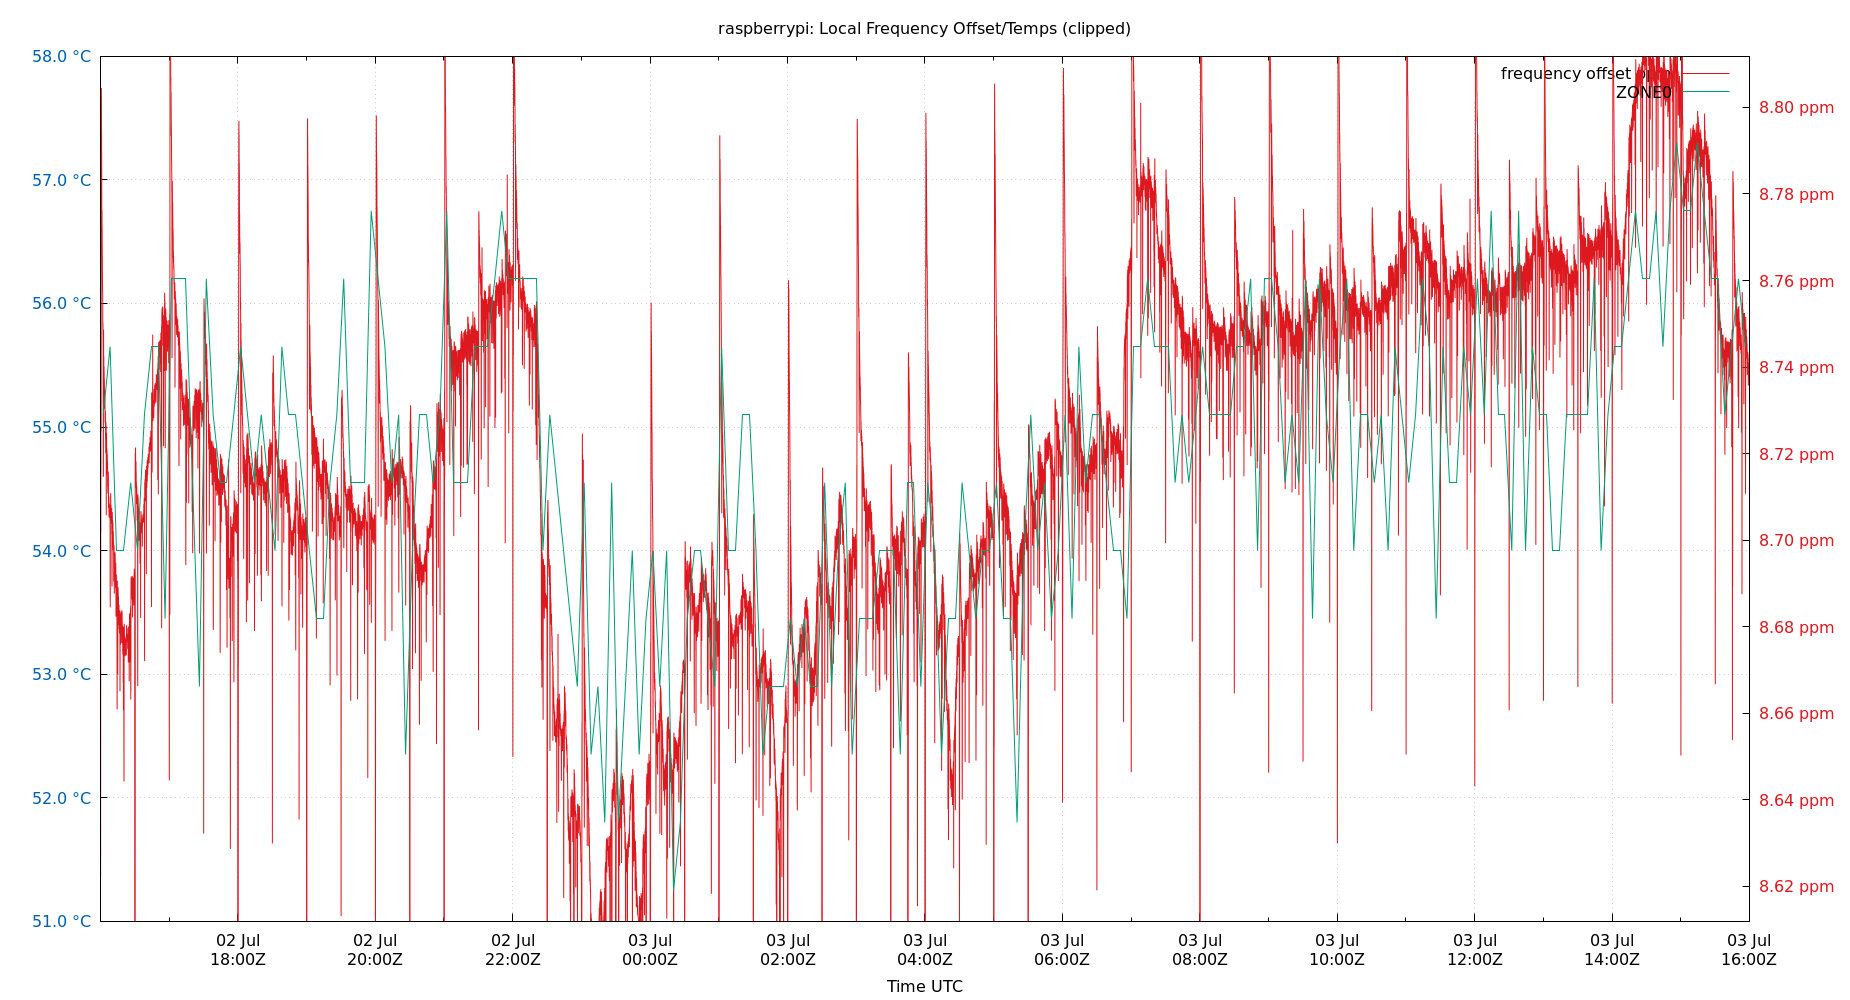 raspberrypi: Local Frequency Offset/Temps (clipped)
58.0 °C
57.0 °C
56.0 °C
55.0 °C
54.0 °C
53.0 °C
52.0 °C
51.0 °C
frequency offset
ZONE0
8.80 ppm
8.78 ppm
8.76 ppm
8.74 ppm
8.72 ppm
8.70 ppm
8.68 ppm
8.66 ppm
8.64 ppm
8.62 ppm
02 Jul 02 Jul 02 Jul 03 Jul 03 Jul 03 Jul 03 Jul 03 Jul 03 Jul 03 Jul 03 Jul 03 Jul
18:00Z 20:00Z 22:00Z 00:00Z 02:00Z 04:00Z 06:00Z 08:00Z 10:00Z 12:00Z 14:00Z 16:00Z
Time UTC